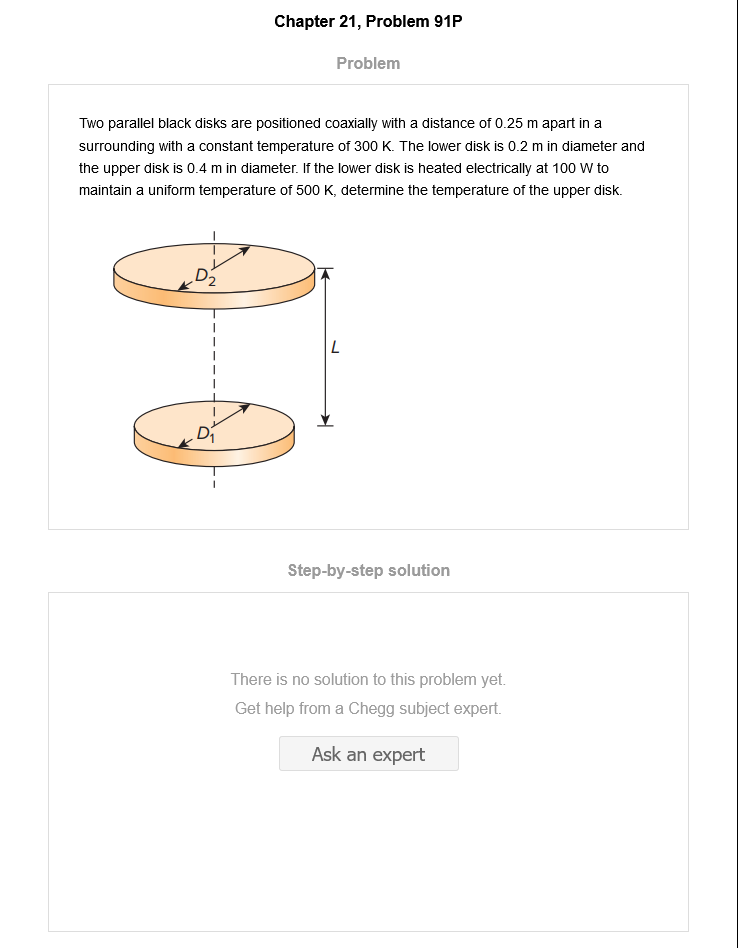 Chapter 21, Problem 91P
Problem
Two parallel black disks are positioned coaxially with a distance of 0.25 m apart in a
surrounding with a constant temperature of 300 K. The lower disk is 0.2 m in diameter and
the upper disk is 0.4 m in diameter. If the lower disk is heated electrically at 100 W to
maintain a uniform temperature of 500 K, determine the temperature of the upper disk.
D₂
L
D₁
Step-by-step solution
There is no solution to this problem yet.
Get help from a Chegg subject expert.
Ask an expert